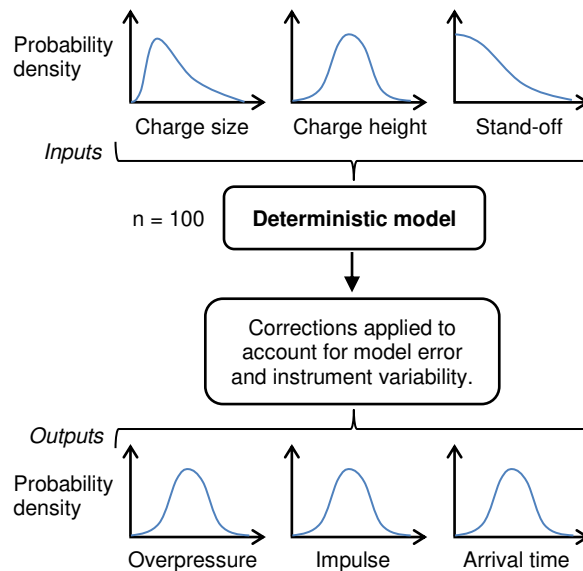 Probability
density
Charge size
Charge height
Stand-off
Inputs
n = 100
Deterministic model
Corrections applied to
account for model error
and instrument variability.
Outputs
Probability
density
Overpressure
Impulse
Arrival time